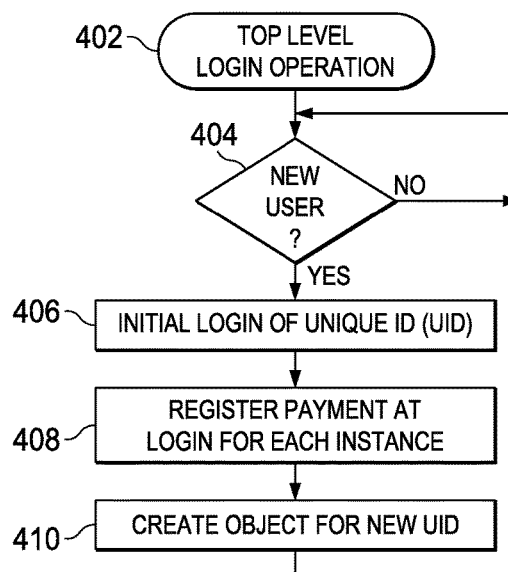 402
TOP LEVEL
LOGIN OPERATION
404
NEW
USER
?
NO
YES
406
INITIAL LOGIN OF UNIQUE ID (UID)
408
REGISTER PAYMENT AT
LOGIN FOR EACH INSTANCE
410
CREATE OBJECT FOR NEW UID